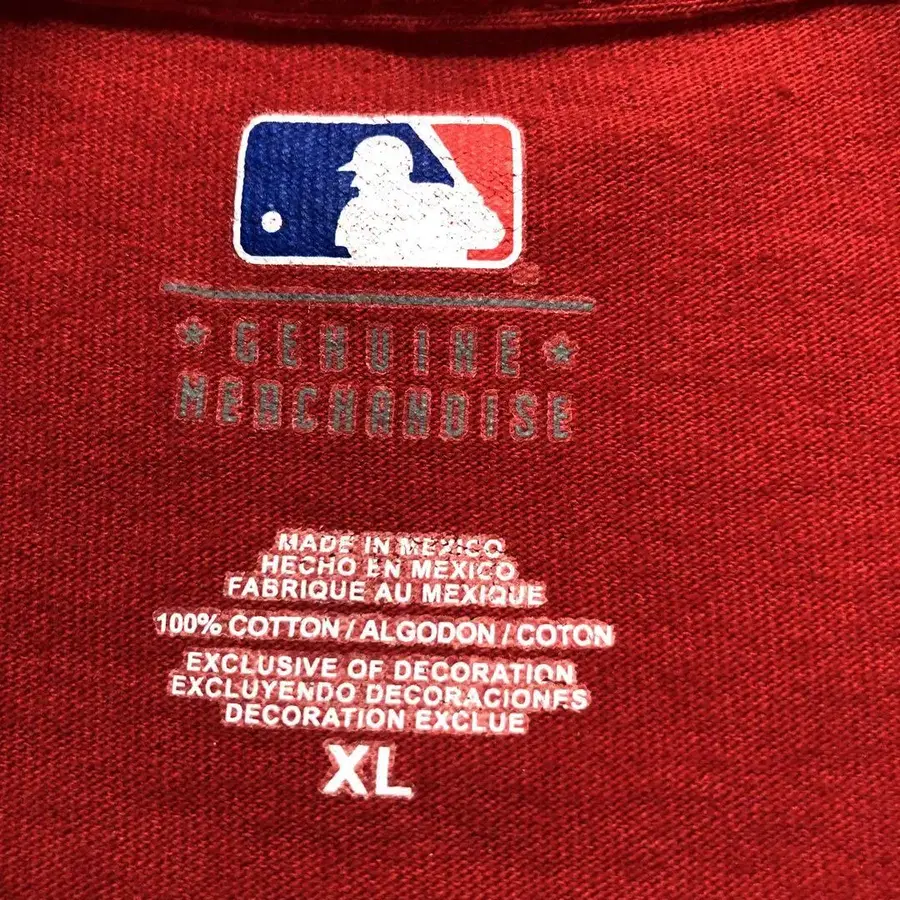 ★ GENUINE ★
MERCHANDISE
MADE IN MEXICO
HECHO EN MEXICO
FABRIQUE AU MEXIQUE
100% COTTON / ALGODON / COTON
EXCLUSIVE OF DECORATION
EXCLUYENDO DECORACIONES
DECORATION EXCLUE
XL